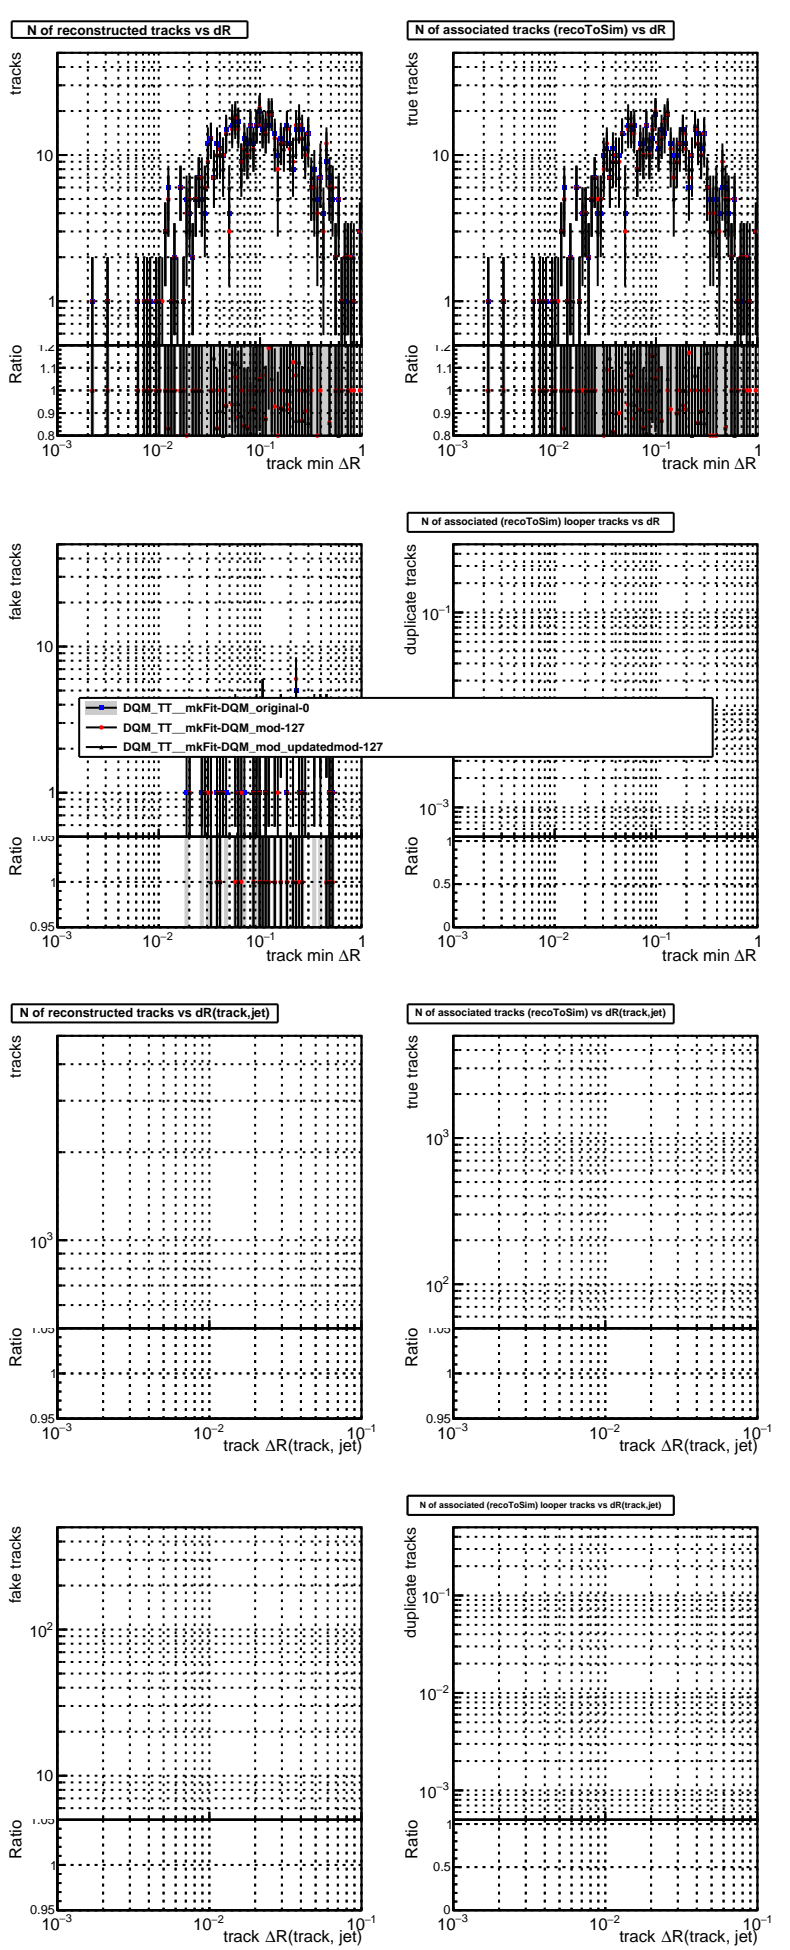 N of reconstructed tracks vs dR
N of associated tracks (recoToSim) vs dR
tracks
10
1
Ratio
1.2
1.1
1
0.9
0.8
10−3
10−2
10−1
1
track min ΔR
true tracks
10
1
Ratio
1.2
1.1
1
0.9
0.8
10−3
10−2
10−1
1
track min ΔR
N of associated (recoToSim) looper tracks vs dR
fake tracks
10
1
Ratio
1.05
1
0.95
10−3
10−2
10−1
1
track min ΔR
duplicate tracks
10−1
10−3
Ratio
1
0.5
0
10−3
10−2
10−1
1
track min ΔR
DQM_TT__mkFit-DQM_original-0
DQM_TT__mkFit-DQM_mod-127
DQM_TT__mkFit-DQM_mod_updatedmod-127
N of reconstructed tracks vs dR(track,jet)
N of associated tracks (recoToSim) vs dR(track,jet)
tracks
103
Ratio
1.05
1
0.95
10−3
10−2
10−1
track ΔR(track, jet)
true tracks
103
102
Ratio
1.05
1
0.95
10−3
10−2
10−1
track ΔR(track, jet)
N of associated (recoToSim) looper tracks vs dR(track,jet)
fake tracks
102
10
Ratio
1.05
1
0.95
10−3
10−2
10−1
track ΔR(track, jet)
duplicate tracks
10−1
10−2
10−3
Ratio
1
0.5
0
10−3
10−2
10−1
track ΔR(track, jet)